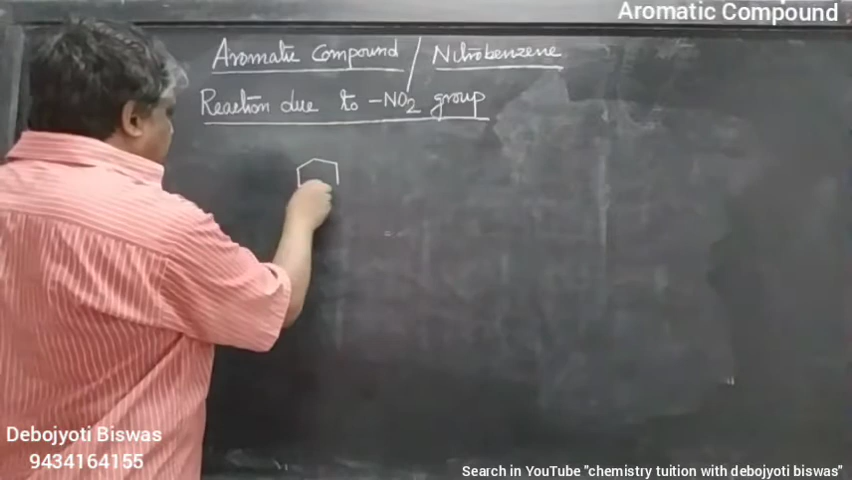 Aromatic Compound
Aromatic Compound / Nitrobenzene
Reaction due to -NO2 group
Debojyoti Biswas
9434164155
Search in YouTube "chemistry tuition with debojyoti biswas"